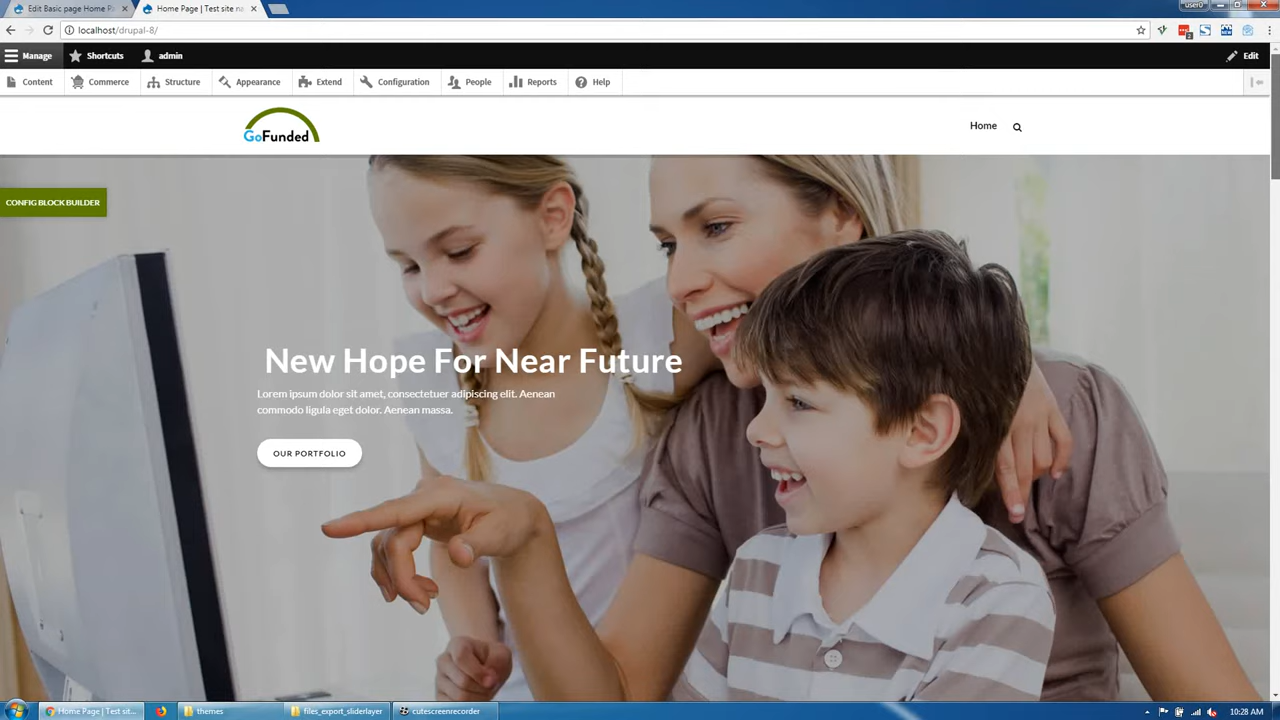 Edit Basic page Home P
Home Page | Test site na
user0
localhost/drupal-8/
2
Manage
Shortcuts
admin
Edit
Content
Commerce
Structure
Appearance
Extend
Configuration
People
Reports
Help
GoFunded
Home
CONFIG BLOCK BUILDER
New Hope For Near Future
Lorem ipsum dolor sit amet, consectetuer adipiscing elit. Aenean
commodo ligula eget dolor. Aenean massa.
OUR PORTFOLIO
Home Page | Test sit...
themes
files_export_sliderlayer
cutescreenrecorder
10:28 AM